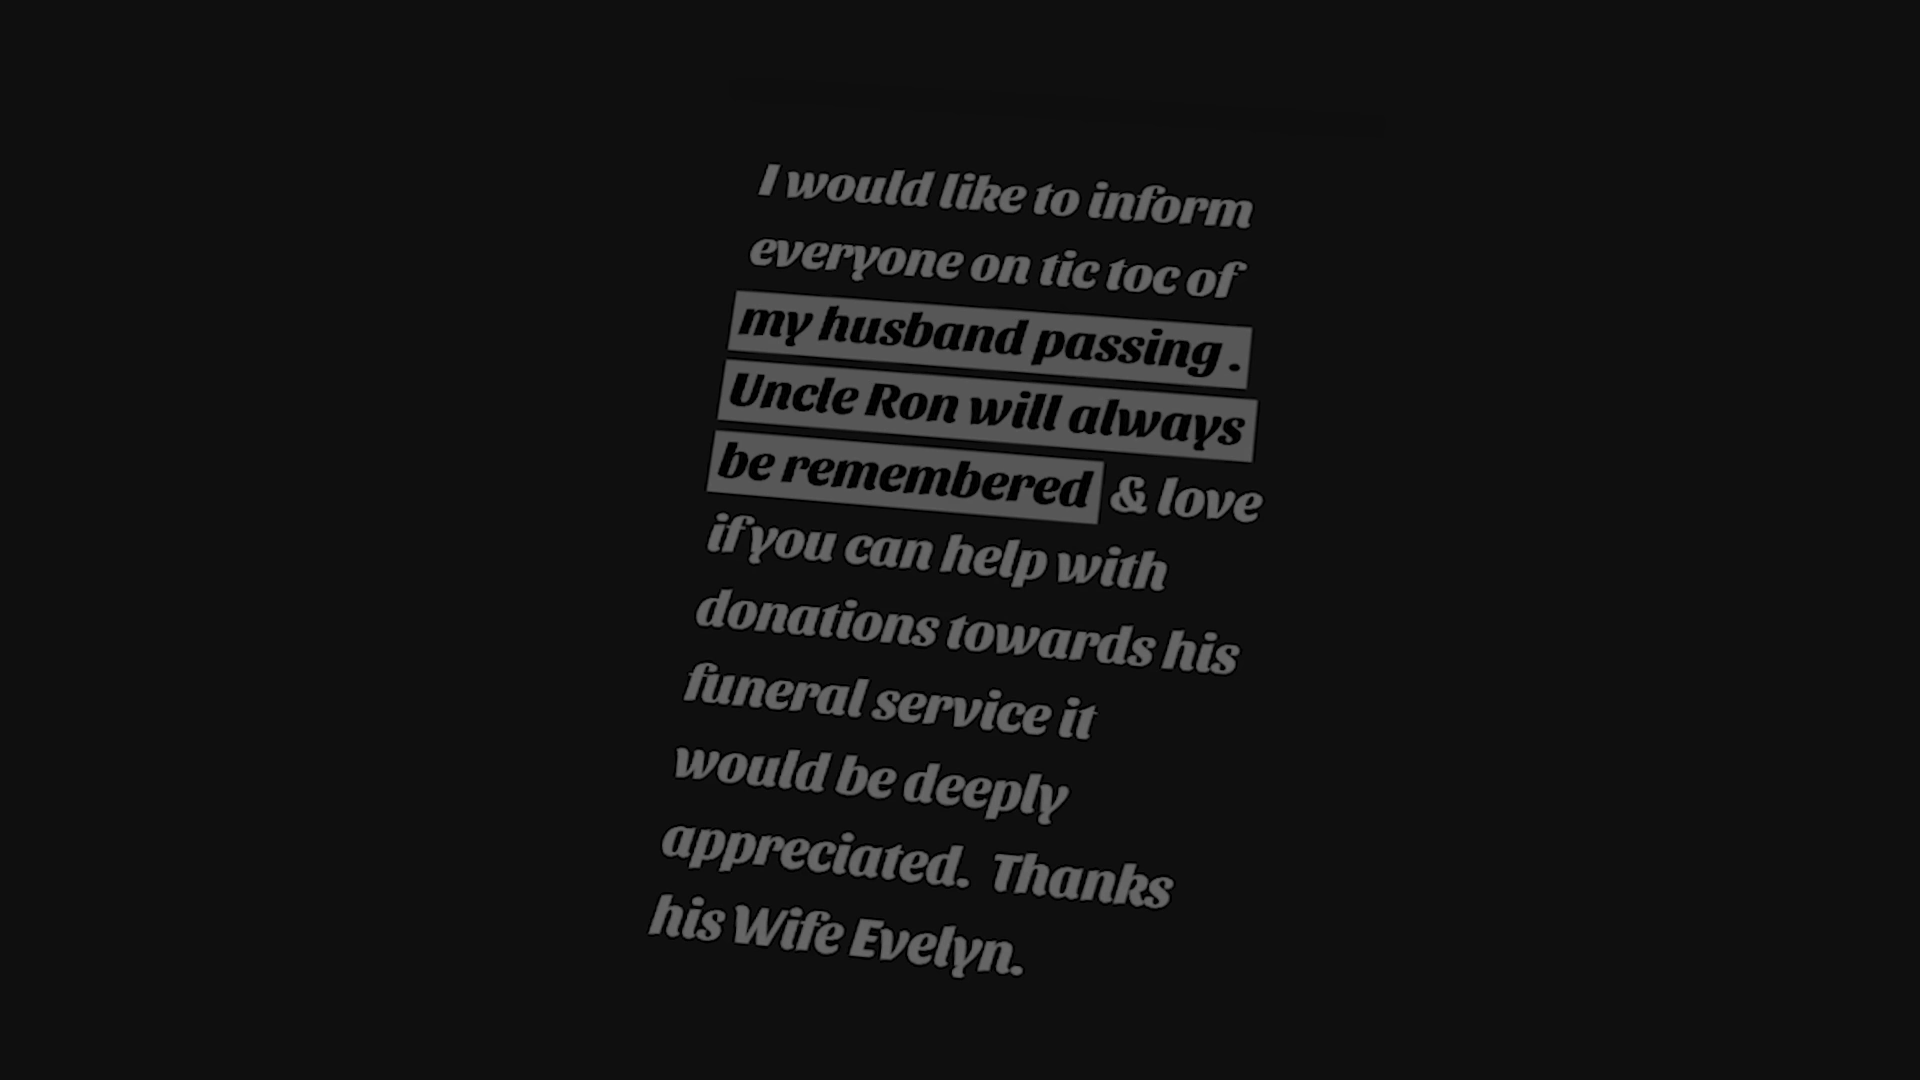 I would like to inform
everyone on tic toc of
my husband passing .
Uncle Ron will always
be remembered & love
if you can help with
donations towards his
funeral service it
would be deeply
appreciated. Thanks
his Wife Evelyn.